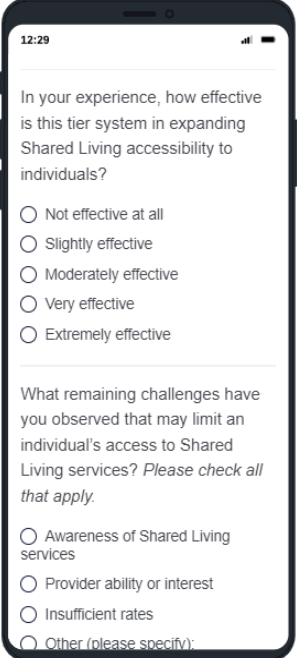 12:29
In your experience, how effective
is this tier system in expanding
Shared Living accessibility to
individuals?
Not effective at all
Slightly effective
Moderately effective
Very effective
Extremely effective
What remaining challenges have
you observed that may limit an
individual's access to Shared
Living services? Please check all
that apply.
Awareness of Shared Living
services
Provider ability or interest
Insufficient rates
Other (please specify):